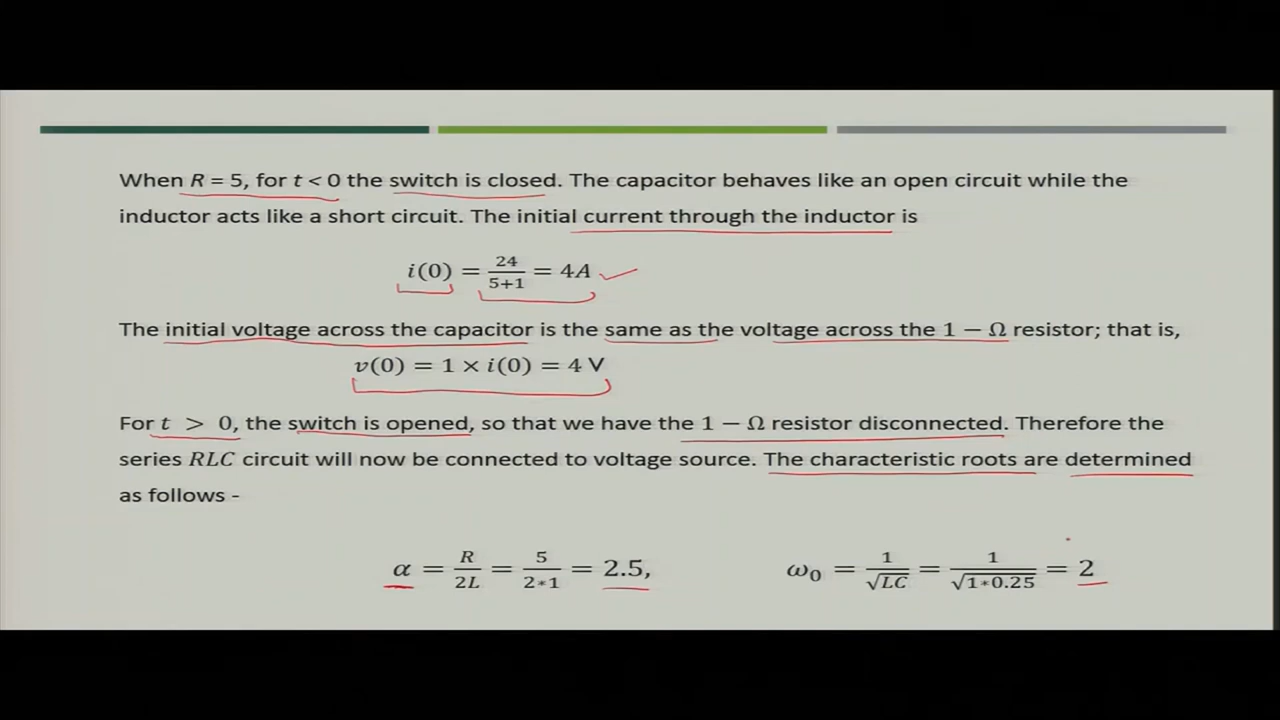 When R = 5, for t < 0 the switch is closed. The capacitor behaves like an open circuit while the
inductor acts like a short circuit. The initial current through the inductor is
i(0) = 24/(5+1) = 4A
The initial voltage across the capacitor is the same as the voltage across the 1 − Ω resistor; that is,
v(0) = 1 × i(0) = 4 V
For t > 0, the switch is opened, so that we have the 1 − Ω resistor disconnected. Therefore the
series RLC circuit will now be connected to voltage source. The characteristic roots are determined
as follows -
α = R/2L = 5/(2∗1) = 2.5, ω₀ = 1/√LC = 1/√(1∗0.25) = 2